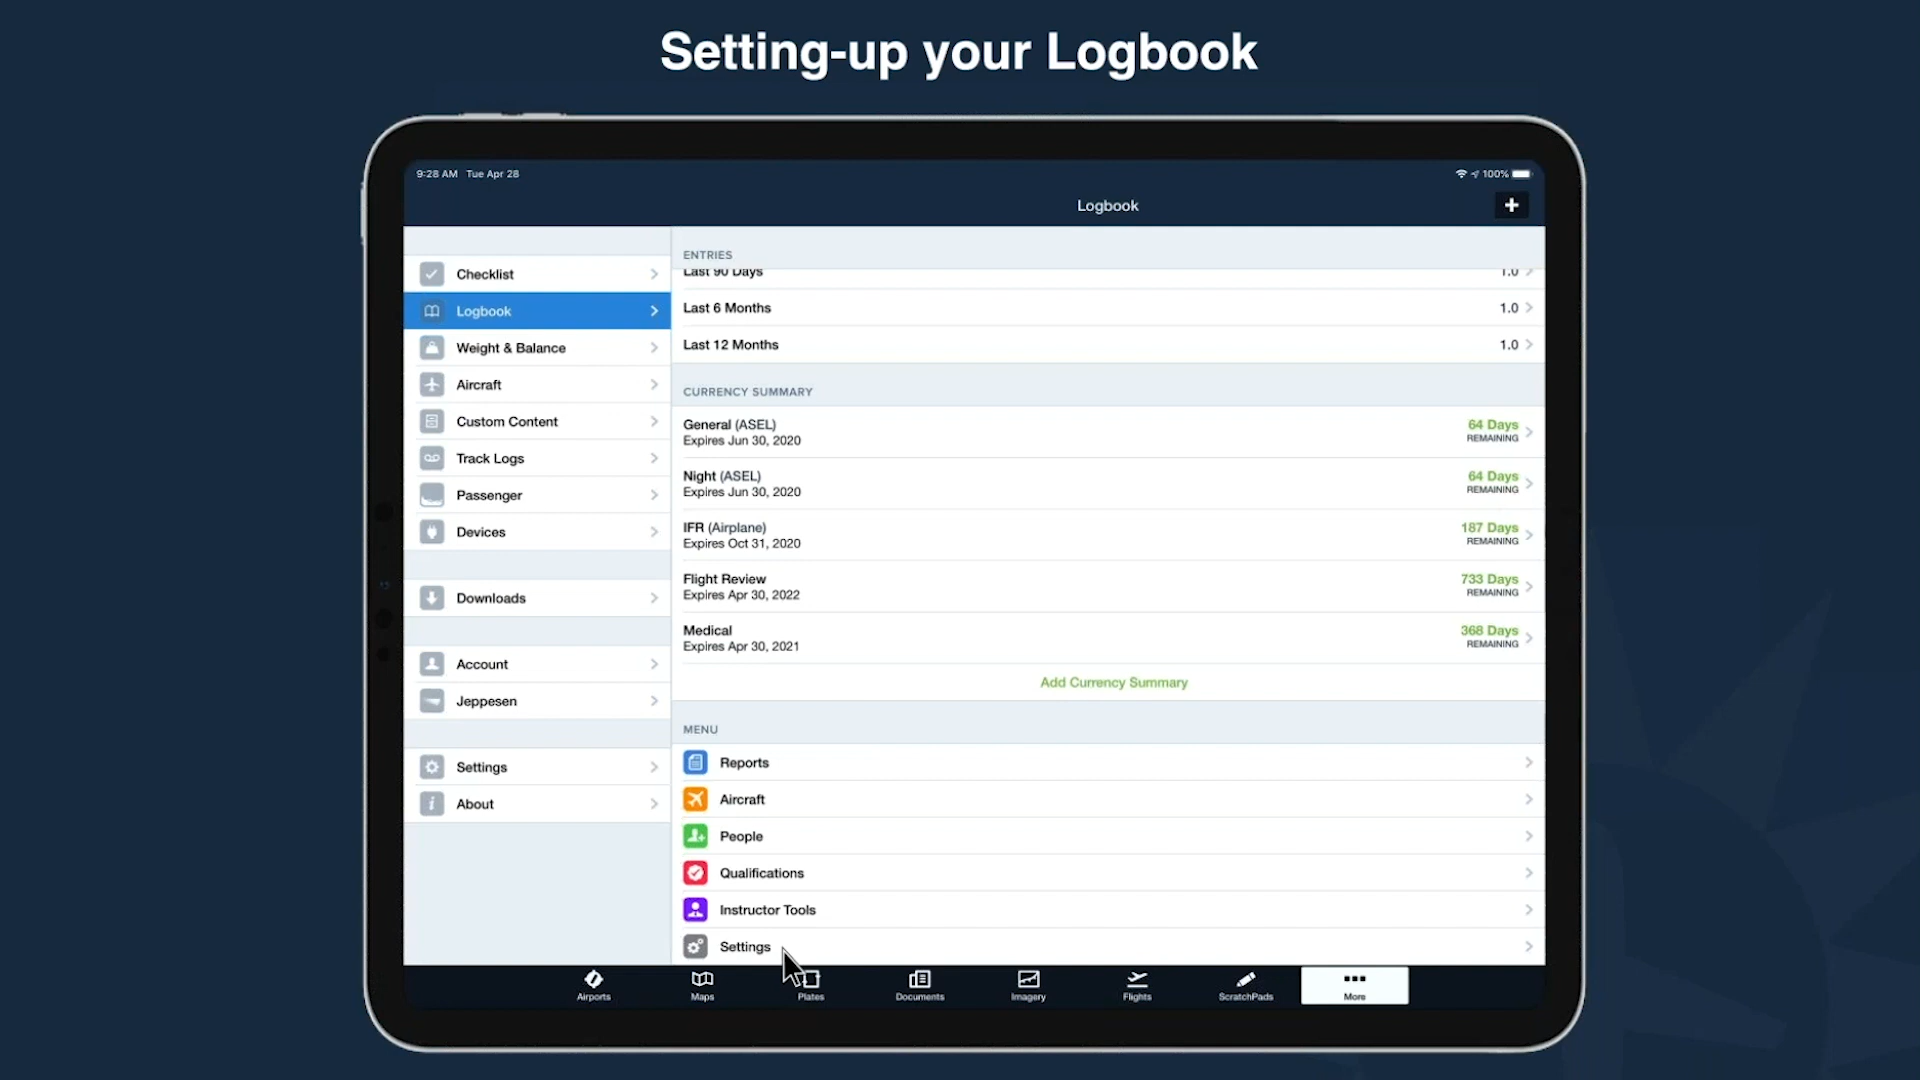 Setting-up your Logbook
9:28 AM Tue Apr 28
100%
Logbook
Checklist
Logbook
Weight & Balance
Aircraft
Custom Content
Track Logs
Passenger
Devices
Downloads
Account
Jeppesen
Settings
About
ENTRIES
Last 90 Days 1.0
Last 6 Months 1.0
Last 12 Months 1.0
CURRENCY SUMMARY
General (ASEL) 64 Days
Expires Jun 30, 2020 REMAINING
Night (ASEL) 64 Days
Expires Jun 30, 2020 REMAINING
IFR (Airplane) 187 Days
Expires Oct 31, 2020 REMAINING
Flight Review 733 Days
Expires Apr 30, 2022 REMAINING
Medical 368 Days
Expires Apr 30, 2021 REMAINING
Add Currency Summary
MENU
Reports
Aircraft
People
Qualifications
Instructor Tools
Settings
Airports Maps Plates Documents Imagery Flights ScratchPads More